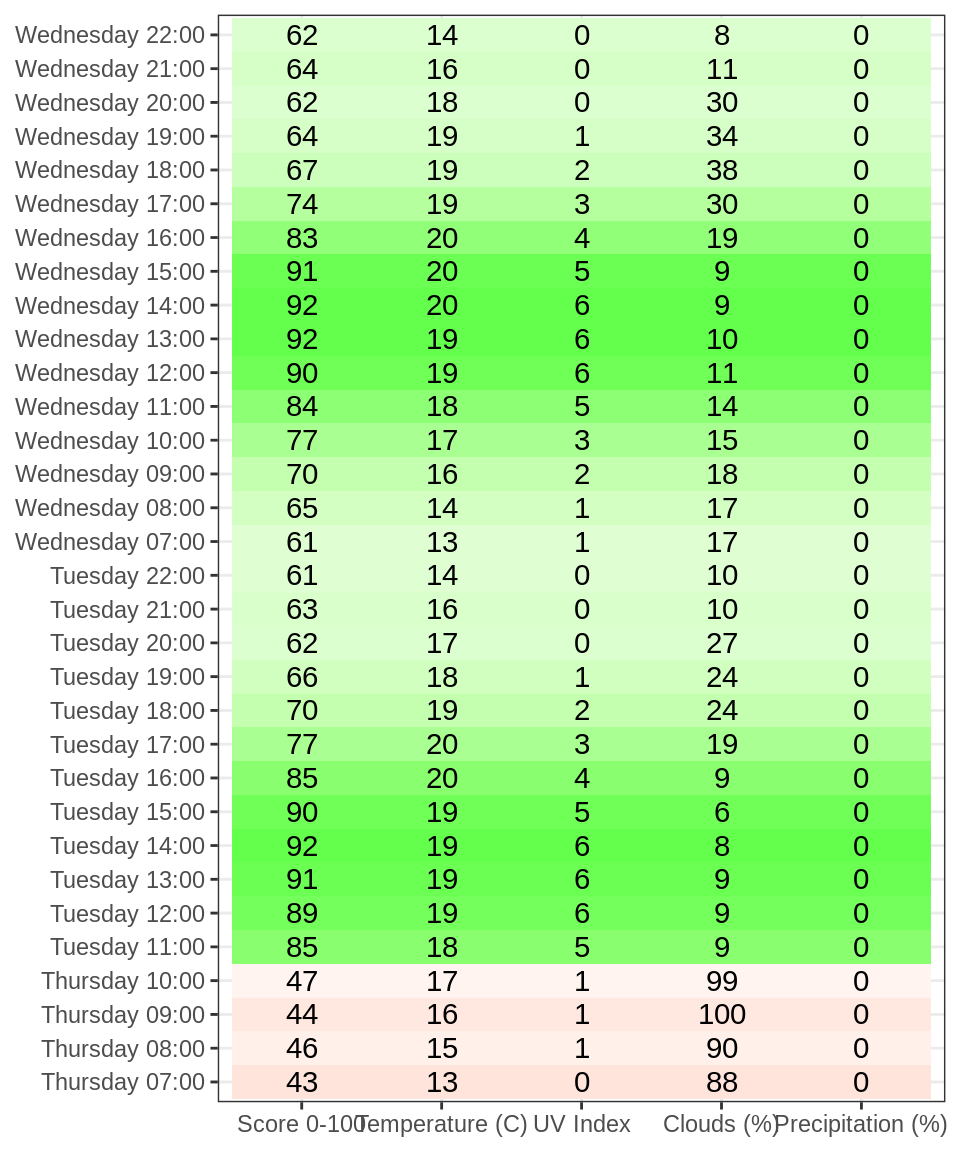 Wednesday 22:00 62 14 0 8 0
Wednesday 21:00 64 16 0 11 0
Wednesday 20:00 62 18 0 30 0
Wednesday 19:00 64 19 1 34 0
Wednesday 18:00 67 19 2 38 0
Wednesday 17:00 74 19 3 30 0
Wednesday 16:00 83 20 4 19 0
Wednesday 15:00 91 20 5 9 0
Wednesday 14:00 92 20 6 9 0
Wednesday 13:00 92 19 6 10 0
Wednesday 12:00 90 19 6 11 0
Wednesday 11:00 84 18 5 14 0
Wednesday 10:00 77 17 3 15 0
Wednesday 09:00 70 16 2 18 0
Wednesday 08:00 65 14 1 17 0
Wednesday 07:00 61 13 1 17 0
Tuesday 22:00 61 14 0 10 0
Tuesday 21:00 63 16 0 10 0
Tuesday 20:00 62 17 0 27 0
Tuesday 19:00 66 18 1 24 0
Tuesday 18:00 70 19 2 24 0
Tuesday 17:00 77 20 3 19 0
Tuesday 16:00 85 20 4 9 0
Tuesday 15:00 90 19 5 6 0
Tuesday 14:00 92 19 6 8 0
Tuesday 13:00 91 19 6 9 0
Tuesday 12:00 89 19 6 9 0
Tuesday 11:00 85 18 5 9 0
Thursday 10:00 47 17 1 99 0
Thursday 09:00 44 16 1 100 0
Thursday 08:00 46 15 1 90 0
Thursday 07:00 43 13 0 88 0
Score 0-100 Temperature (C) UV Index Clouds (%) Precipitation (%)